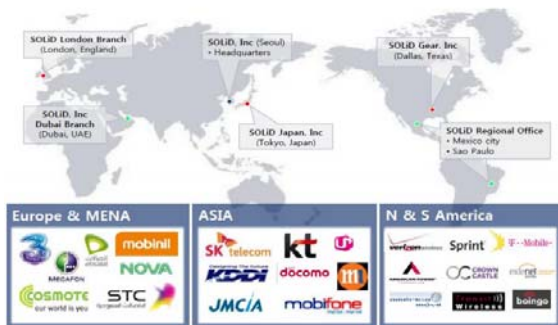 SOLiD London Branch
(London, England)
SOLiD, Inc (Seoul)
• Headquarters
SOLiD Gear, Inc
(Dallas, Texas)
SOLiD, Inc
Dubai Branch
(Dubai, UAE)
SOLiD Japan, Inc
(Tokyo, Japan)
SOLiD Regional Office
• Mexico city
• Sao Paulo
Europe & MENA
3
MEGAFON
mobinil
NOVA
COSMOTE
our world is you
STC
ASIA
SK telecom
kt
KDDI
döcomo
m
JMCIA
mobifone
N & S America
verizon wireless
Sprint
T··Mobile·
CROWN
CASTLE
Wireless
boingo